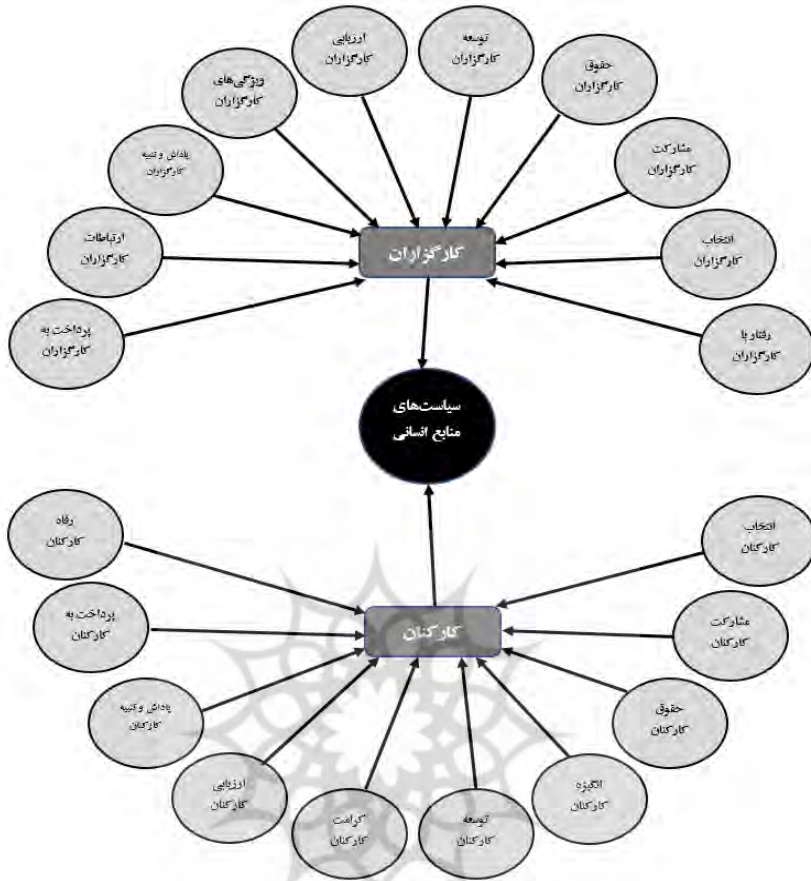 ارزیابی
کارگزاران
توسعه
کارگزاران
حقوق
کارگزاران
ویژگی‌های
کارگزاران
مشارکت
کارگزاران
پاداش و تنبیه
کارگزاران
انتخاب
کارگزاران
ارتباطات
کارگزاران
رفتار با
کارگزاران
پرداخت به
کارگزاران
کارگزاران
سیاست‌های
منابع انسانی
کارکنان
رفاه
کارکنان
انتخاب
کارکنان
پرداخت به
کارکنان
مشارکت
کارکنان
پاداش و تنبیه
کارکنان
حقوق
کارکنان
ارزیابی
کارکنان
انگیزه
کارکنان
کرامت
کارکنان
توسعه
کارکنان